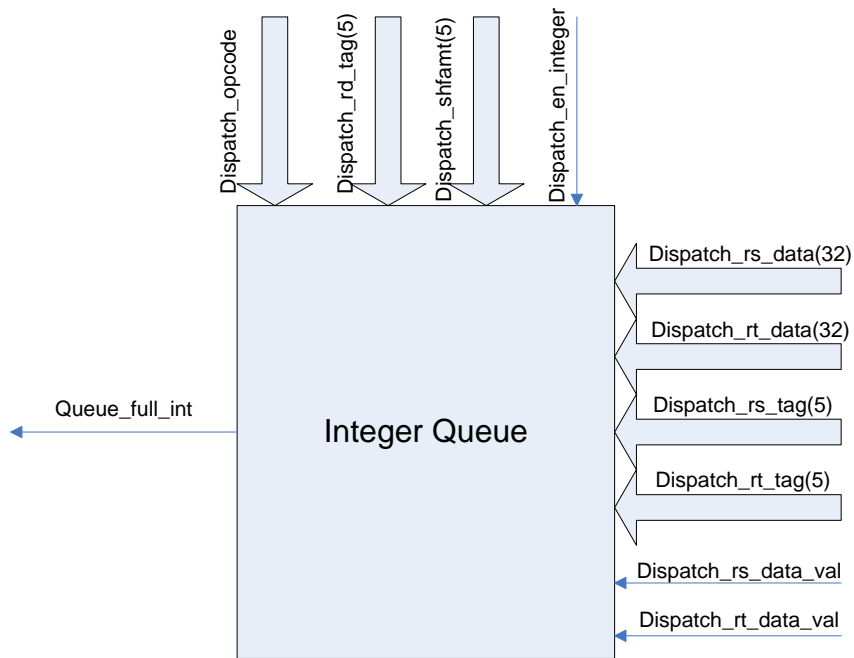 Dispatch_opcode
Dispatch_rd_tag(5)
Dispatch_shfamt(5)
Dispatch_en_integer
Dispatch_rs_data(32)
Dispatch_rt_data(32)
Queue_full_int
Integer Queue
Dispatch_rs_tag(5)
Dispatch_rt_tag(5)
Dispatch_rs_data_val
Dispatch_rt_data_val